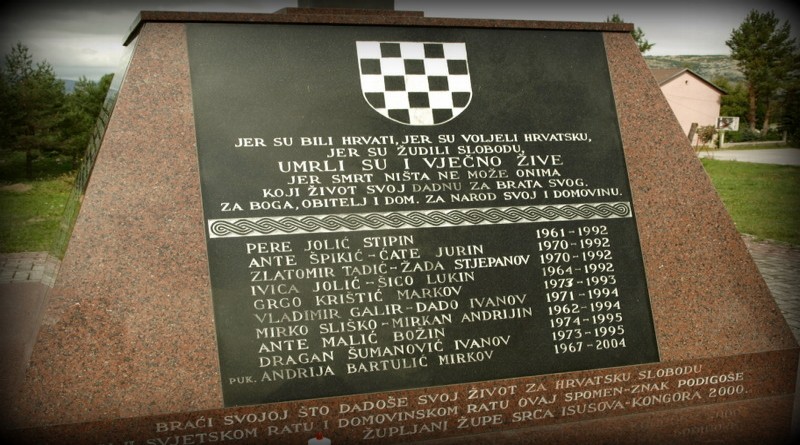 JER SU BILI HRVATI, JER SU VOLJELI HRVATSKU,
JER SU ŽUDILI SLOBODU,
UMRLI SU I VJEČNO ŽIVE
JER SMRT NIŠTA NE MOŽE ONIMA
KOJI ŽIVOT SVOJ DADNU ZA BRATA SVOG.
ZA BOGA, OBITELJ I DOM. ZA NAROD SVOJ I DOMOVINU.
PERE JOLIĆ STIPIN 1961-1992
ANTE ŠPIKIĆ-ĆATE JURIN 1970-1992
ZLATOMIR TADIĆ-ŽADA STJEPANOV 1970-1992
IVICA JOLIĆ-ŠICO LUKIN 1964-1992
GRGO KRIŠTIĆ MARKOV 1973-1993
VLADIMIR GALIR-DADO IVANOV 1971-1994
MIRKO SLIŠKO-MIRKAN ANDRIJIN 1962-1994
ANTE MALIĆ BOŽIN 1974-1995
DRAGAN ŠUMANOVIĆ IVANOV 1973-1995
PUK. ANDRIJA BARTULIĆ MIRKOV 1967-2004
BRAĆI SVOJOJ ŠTO DADOŠE SVOJ ŽIVOT ZA HRVATSKU SLOBODU
SVJETSKOM RATU I DOMOVINSKOM RATU OVAJ SPOMEN-ZNAK PODIGOŠE
ŽUPLJANI ŽUPE SRCA ISUSOVA-KONGORA 2000.